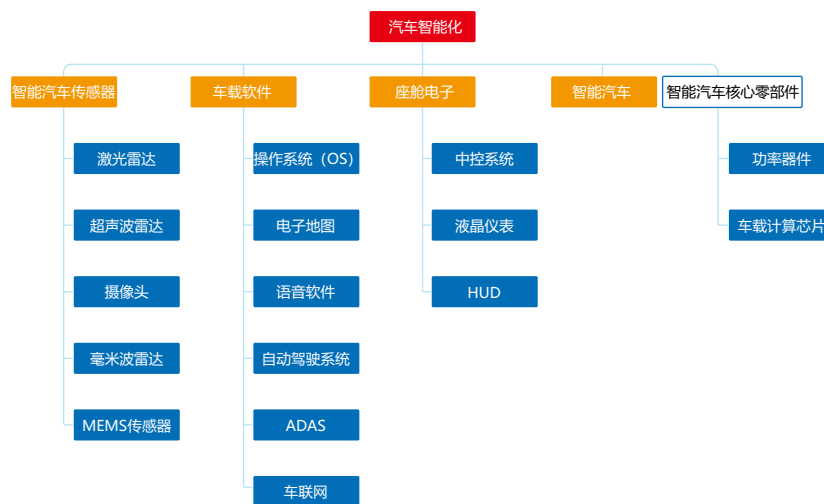 汽车智能化
智能汽车传感器
车载软件
座舱电子
智能汽车
智能汽车核心零部件
激光雷达
操作系统（OS）
中控系统
功率器件
超声波雷达
电子地图
液晶仪表
车载计算芯片
摄像头
语音软件
HUD
毫米波雷达
自动驾驶系统
MEMS传感器
ADAS
车联网